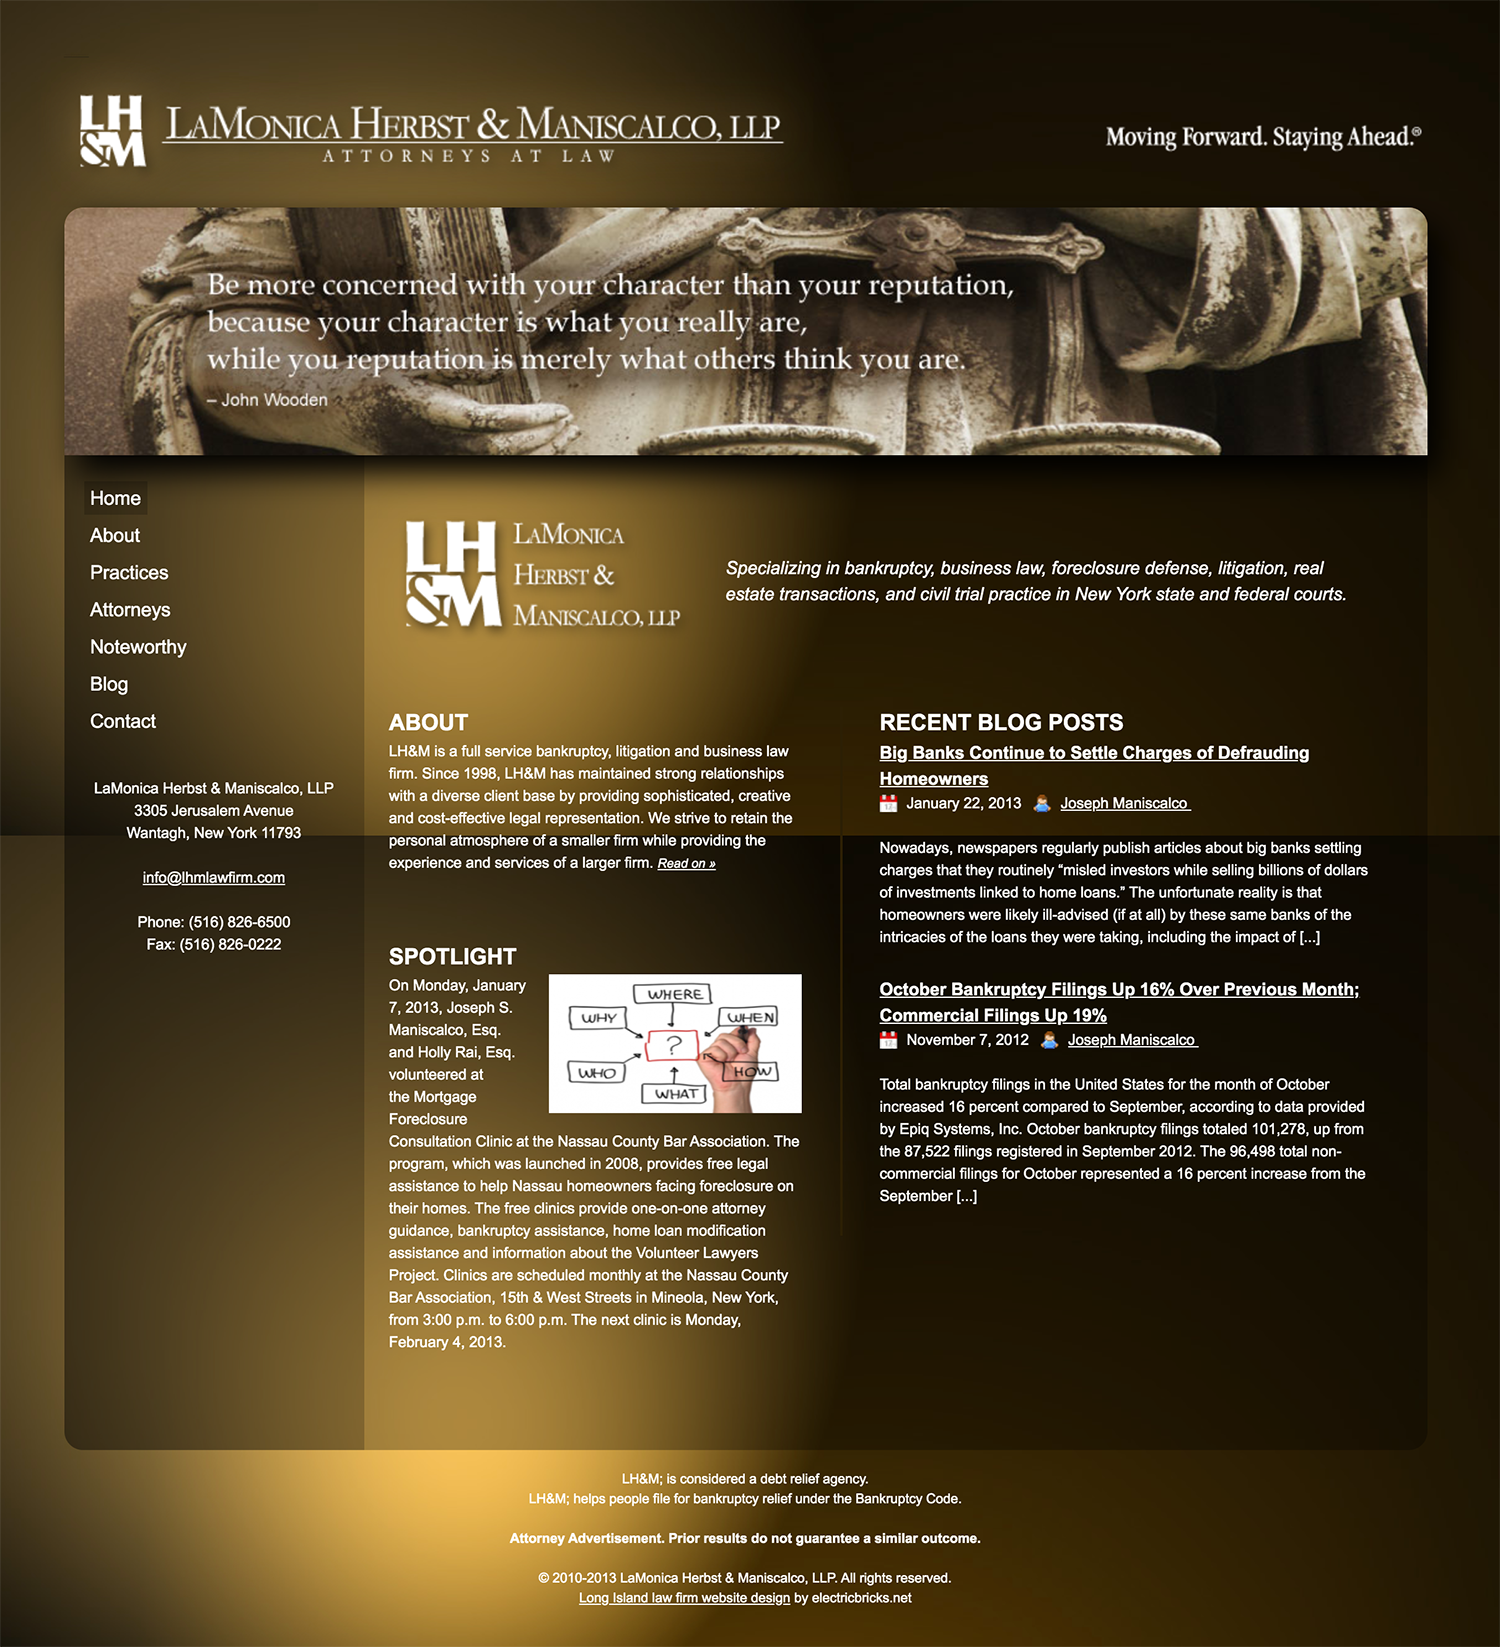 LH
&M
LAMONICA HERBST & MANISCALCO, LLP
ATTORNEYS AT LAW
Moving Forward. Staying Ahead.®
Be more concerned with your character than your reputation,
because your character is what you really are,
while you reputation is merely what others think you are.
– John Wooden
Home
About
Practices
Attorneys
Noteworthy
Blog
Contact
LaMonica Herbst & Maniscalco, LLP
3305 Jerusalem Avenue
Wantagh, New York 11793
info@lhmlawfirm.com
Phone: (516) 826-6500
Fax: (516) 826-0222
LH
&M
LAMONICA
HERBST &
MANISCALCO, LLP
Specializing in bankruptcy, business law, foreclosure defense, litigation, real
estate transactions, and civil trial practice in New York state and federal courts.
ABOUT
LH&M is a full service bankruptcy, litigation and business law
firm. Since 1998, LH&M has maintained strong relationships
with a diverse client base by providing sophisticated, creative
and cost-effective legal representation. We strive to retain the
personal atmosphere of a smaller firm while providing the
experience and services of a larger firm. Read on »
SPOTLIGHT
On Monday, January
7, 2013, Joseph S.
Maniscalco, Esq.
and Holly Rai, Esq.
volunteered at
the Mortgage
Foreclosure
Consultation Clinic at the Nassau County Bar Association. The
program, which was launched in 2008, provides free legal
assistance to help Nassau homeowners facing foreclosure on
their homes. The free clinics provide one-on-one attorney
guidance, bankruptcy assistance, home loan modification
assistance and information about the Volunteer Lawyers
Project. Clinics are scheduled monthly at the Nassau County
Bar Association, 15th & West Streets in Mineola, New York,
from 3:00 p.m. to 6:00 p.m. The next clinic is Monday,
February 4, 2013.
WHERE
WHY
WHEN
?
WHO
HOW
WHAT
RECENT BLOG POSTS
Big Banks Continue to Settle Charges of Defrauding
Homeowners
January 22, 2013 Joseph Maniscalco
Nowadays, newspapers regularly publish articles about big banks settling
charges that they routinely “misled investors while selling billions of dollars
of investments linked to home loans.” The unfortunate reality is that
homeowners were likely ill-advised (if at all) by these same banks of the
intricacies of the loans they were taking, including the impact of [...]
October Bankruptcy Filings Up 16% Over Previous Month;
Commercial Filings Up 19%
November 7, 2012 Joseph Maniscalco
Total bankruptcy filings in the United States for the month of October
increased 16 percent compared to September, according to data provided
by Epiq Systems, Inc. October bankruptcy filings totaled 101,278, up from
the 87,522 filings registered in September 2012. The 96,498 total non-
commercial filings for October represented a 16 percent increase from the
September [...]
LH&M; is considered a debt relief agency.
LH&M; helps people file for bankruptcy relief under the Bankruptcy Code.
Attorney Advertisement. Prior results do not guarantee a similar outcome.
© 2010-2013 LaMonica Herbst & Maniscalco, LLP. All rights reserved.
Long Island law firm website design by electricbricks.net